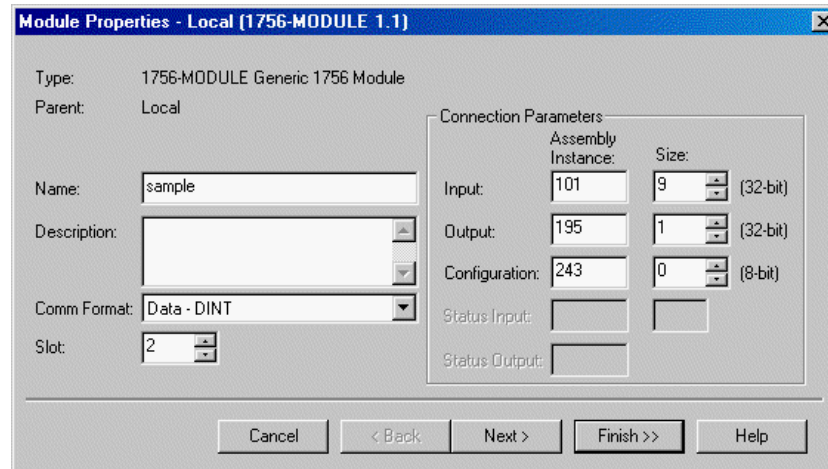 Module Properties - Local (1756-MODULE 1.1)
Type: 1756-MODULE Generic 1756 Module
Parent: Local
Connection Parameters
Assembly
Instance: Size:
Name: sample
Input: 101 9 (32-bit)
Description:
Output: 195 1 (32-bit)
Configuration: 243 0 (8-bit)
Comm Format: Data - DINT
Status Input:
Slot: 2
Status Output:
Cancel < Back Next > Finish >> Help